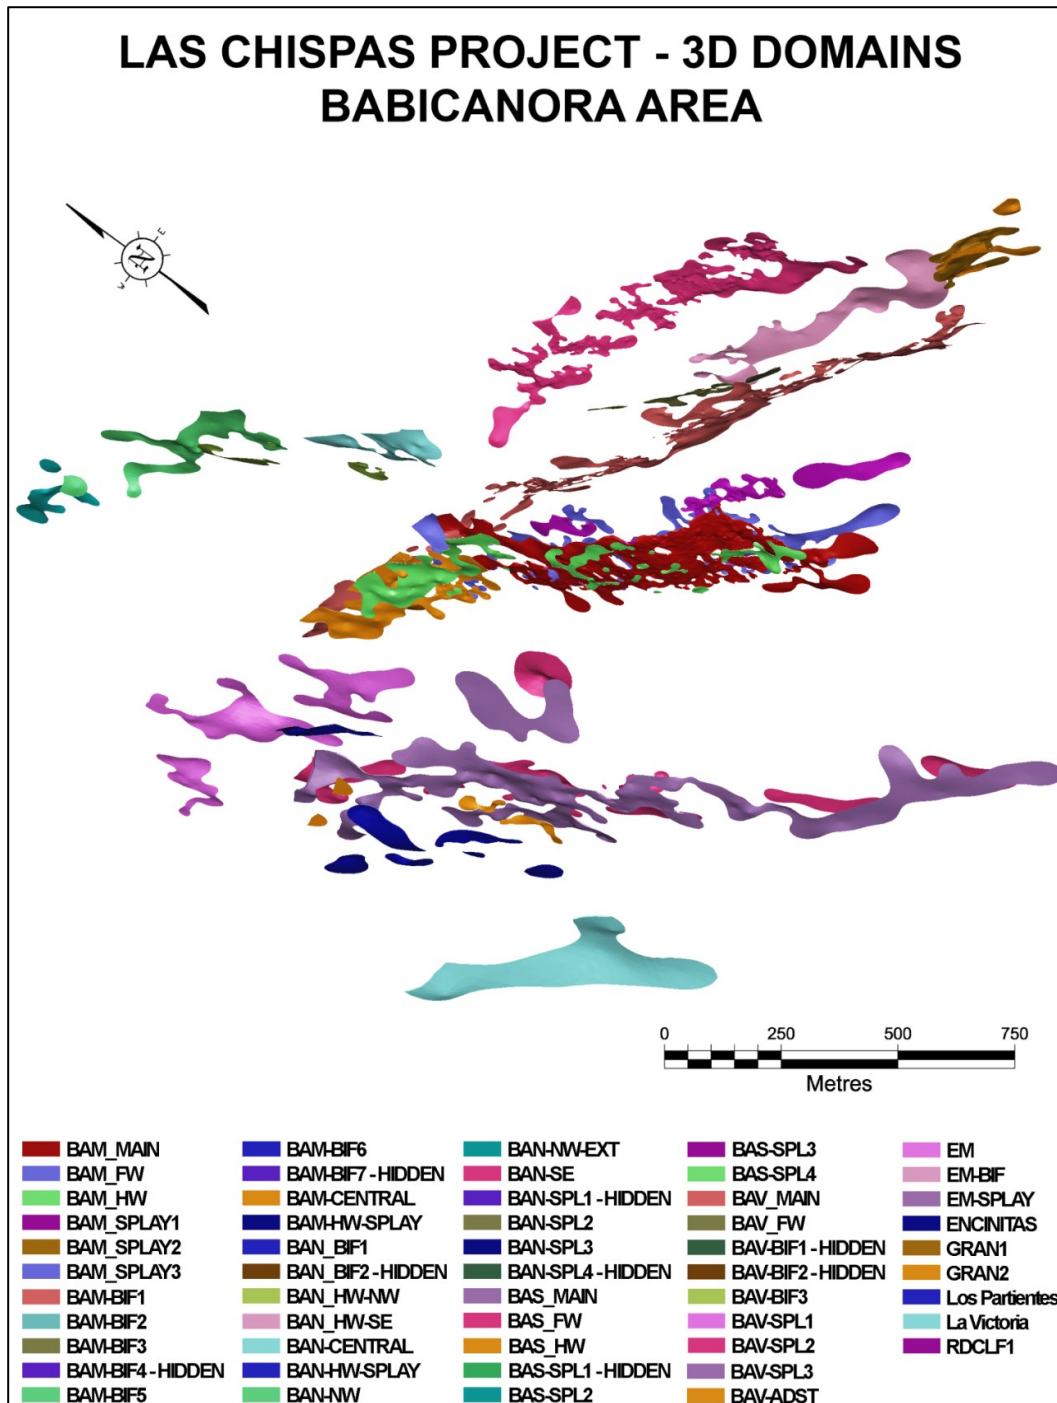 LAS CHISPAS PROJECT - 3D DOMAINS
BABICANORA AREA
E
N
W
0 250 500 750
Metres
BAM_MAIN
BAM_FW
BAM_HW
BAM_SPLAY1
BAM_SPLAY2
BAM_SPLAY3
BAM-BIF1
BAM-BIF2
BAM-BIF3
BAM-BIF4 - HIDDEN
BAM-BIF5
BAM-BIF6
BAM-BIF7 - HIDDEN
BAM-CENTRAL
BAM-HW-SPLAY
BAN_BIF1
BAN_BIF2 - HIDDEN
BAN_HW-NW
BAN_HW-SE
BAN-CENTRAL
BAN-HW-SPLAY
BAN-NW
BAN-NW-EXT
BAN-SE
BAN-SPL1 - HIDDEN
BAN-SPL2
BAN-SPL3
BAN-SPL4 - HIDDEN
BAS_MAIN
BAS_FW
BAS_HW
BAS-SPL1 - HIDDEN
BAS-SPL2
BAS-SPL3
BAS-SPL4
BAV_MAIN
BAV_FW
BAV-BIF1 - HIDDEN
BAV-BIF2 - HIDDEN
BAV-BIF3
BAV-SPL1
BAV-SPL2
BAV-SPL3
BAV-ADST
EM
EM-BIF
EM-SPLAY
ENCINITAS
GRAN1
GRAN2
Los Partientes
La Victoria
RDCLF1